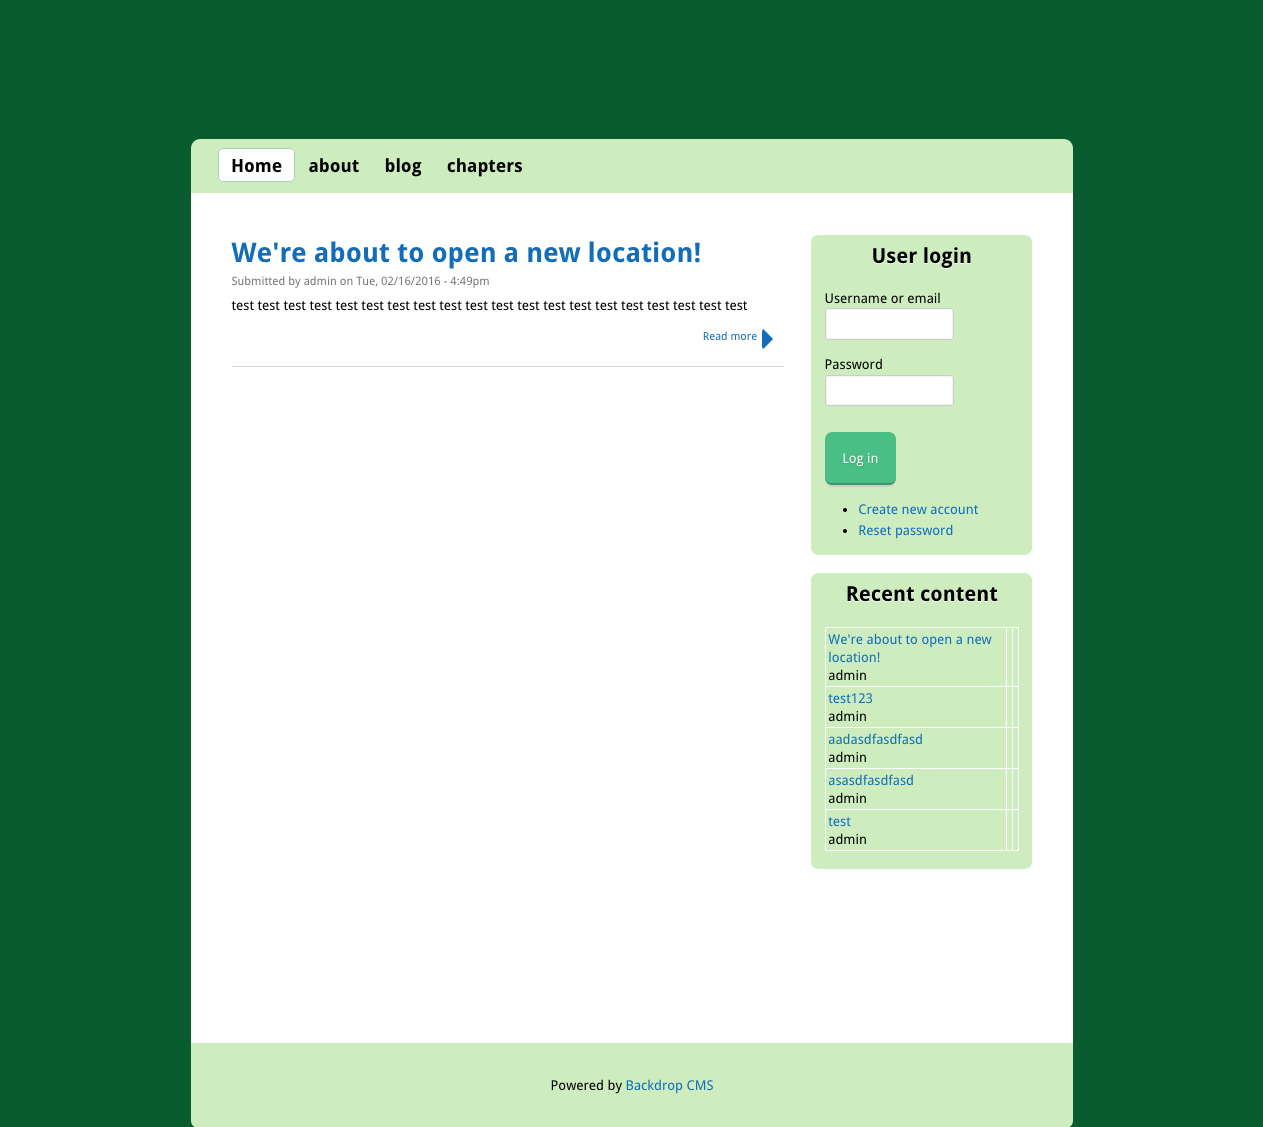 Home about blog chapters
We're about to open a new location!
Submitted by admin on Tue, 02/16/2016 - 4:49pm
test test test test test test test test test test test test test test test test test test test test
Read more
User login
Username or email
Password
Log in
Create new account
Reset password
Recent content
We're about to open a new
location!
admin
test123
admin
aadasdfasdfasd
admin
asasdfasdfasd
admin
test
admin
Powered by Backdrop CMS